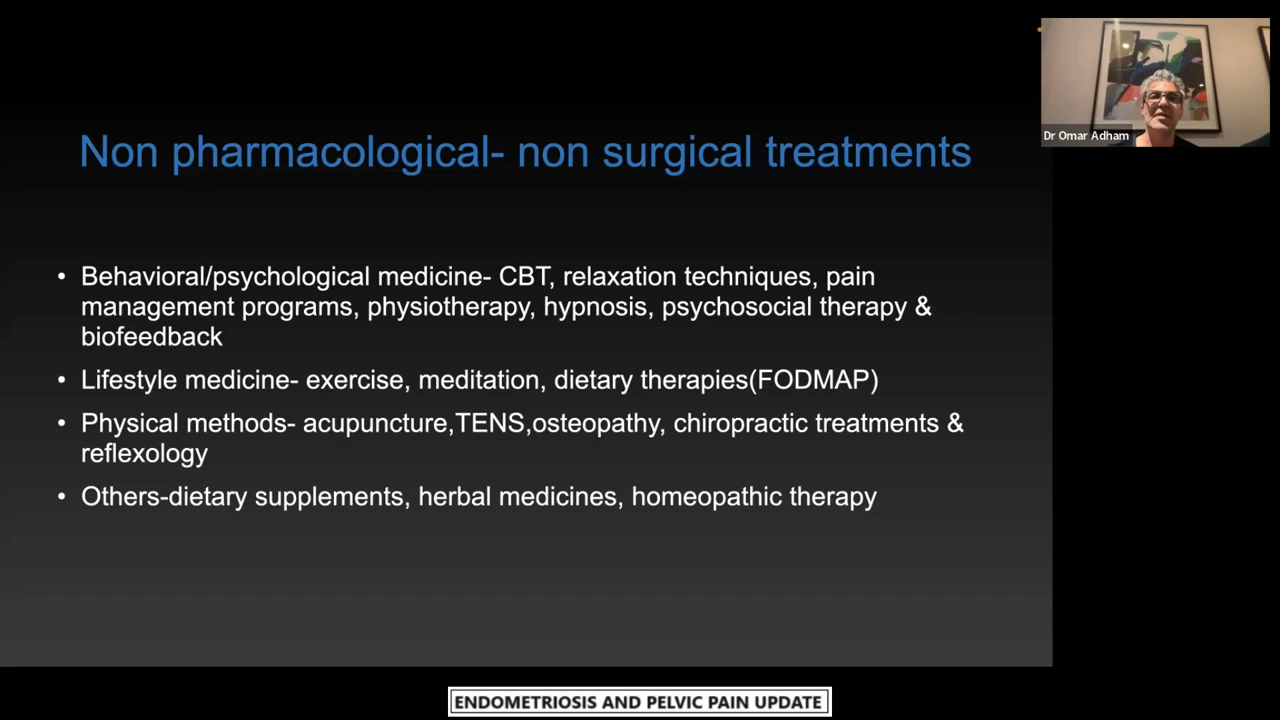 Dr Omar Adham
Non pharmacological- non surgical treatments
• Behavioral/psychological medicine- CBT, relaxation techniques, pain
management programs, physiotherapy, hypnosis, psychosocial therapy &
biofeedback
• Lifestyle medicine- exercise, meditation, dietary therapies(FODMAP)
• Physical methods- acupuncture,TENS,osteopathy, chiropractic treatments &
reflexology
• Others-dietary supplements, herbal medicines, homeopathic therapy
ENDOMETRIOSIS AND PELVIC PAIN UPDATE